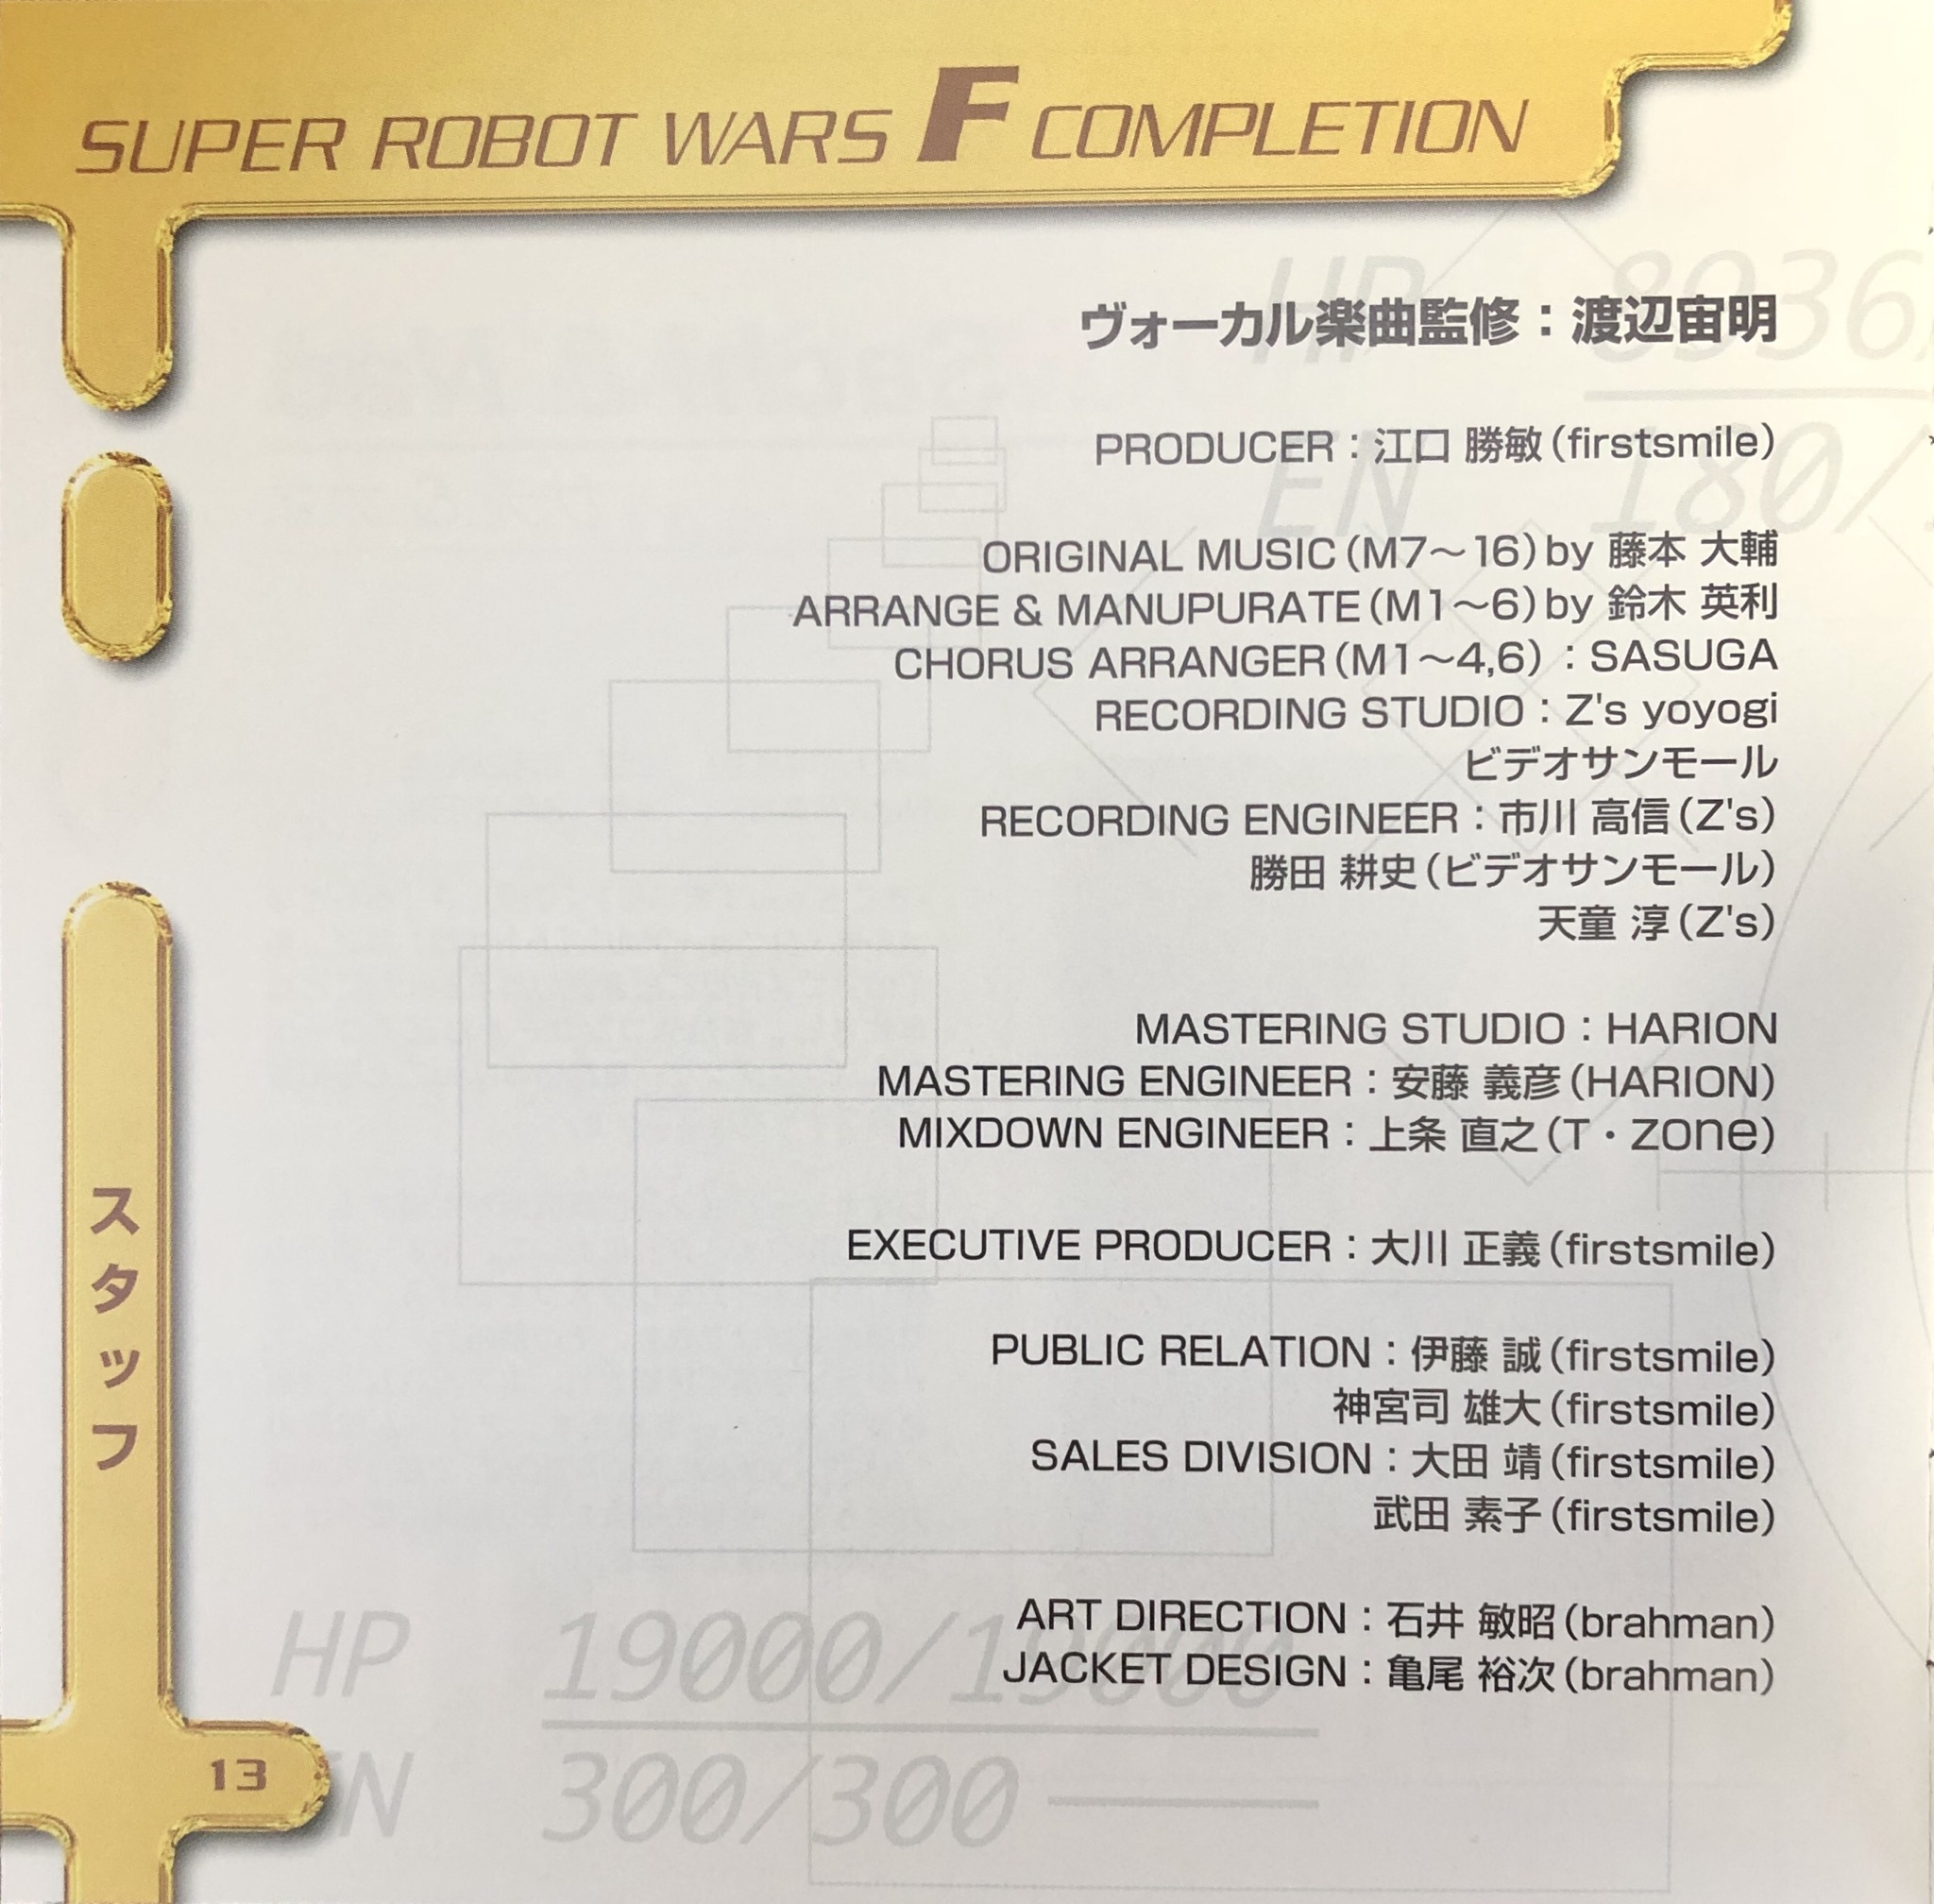 SUPER ROBOT WARS F COMPLETION
HP 8936
EN 180/
ヴォーカル楽曲監修：渡辺宙明
PRODUCER：江口 勝敏(firstsmile)
ORIGINAL MUSIC(M7～16)by 藤本 大輔
ARRANGE & MANUPURATE(M1～6)by 鈴木 英利
CHORUS ARRANGER(M1～4,6)：SASUGA
RECORDING STUDIO：Z's yoyogi
ビデオサンモール
RECORDING ENGINEER：市川 高信(Z's)
勝田 耕史(ビデオサンモール)
天童 淳(Z's)
MASTERING STUDIO：HARION
MASTERING ENGINEER：安藤 義彦(HARION)
MIXDOWN ENGINEER：上条 直之(T・zone)
EXECUTIVE PRODUCER：大川 正義(firstsmile)
PUBLIC RELATION：伊藤 誠(firstsmile)
神宮司 雄大(firstsmile)
SALES DIVISION：大田 靖(firstsmile)
武田 素子(firstsmile)
ART DIRECTION：石井 敏昭(brahman)
JACKET DESIGN：亀尾 裕次(brahman)
HP 19000/19000
EN 300/300
スタッフ
13